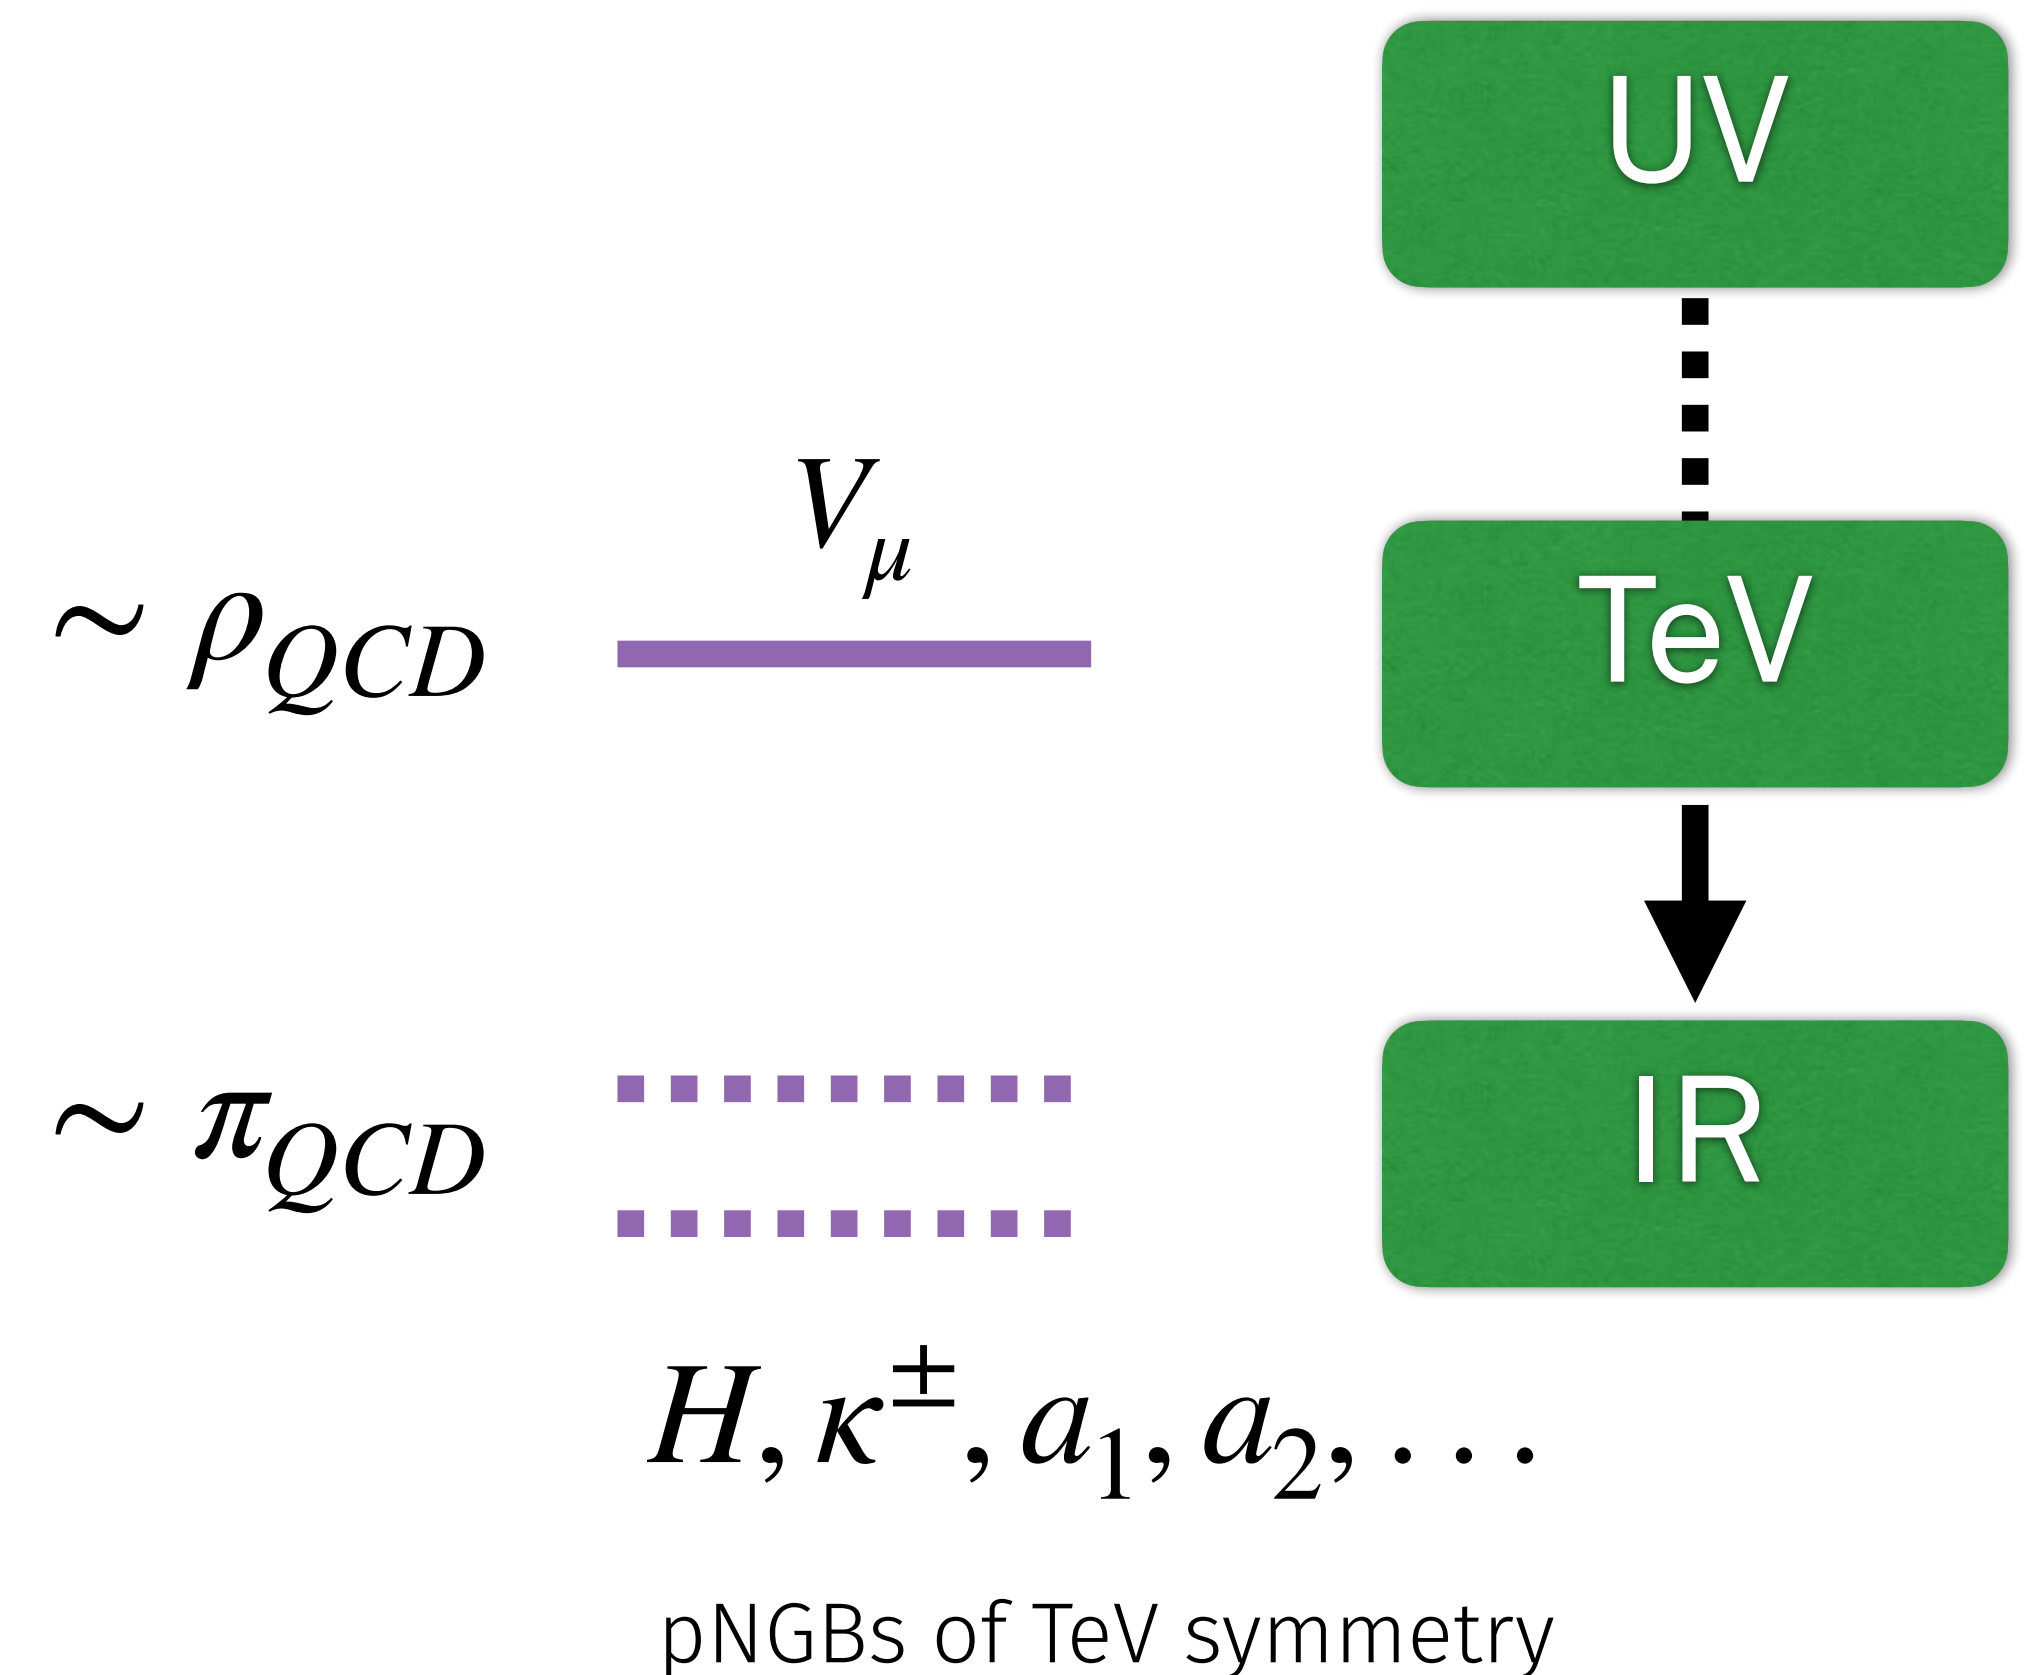 UV
V_μ
∼ ρ_QCD
TeV
∼ π_QCD
IR
H, κ^±, a_1, a_2, . . .
pNGBs of TeV symmetry